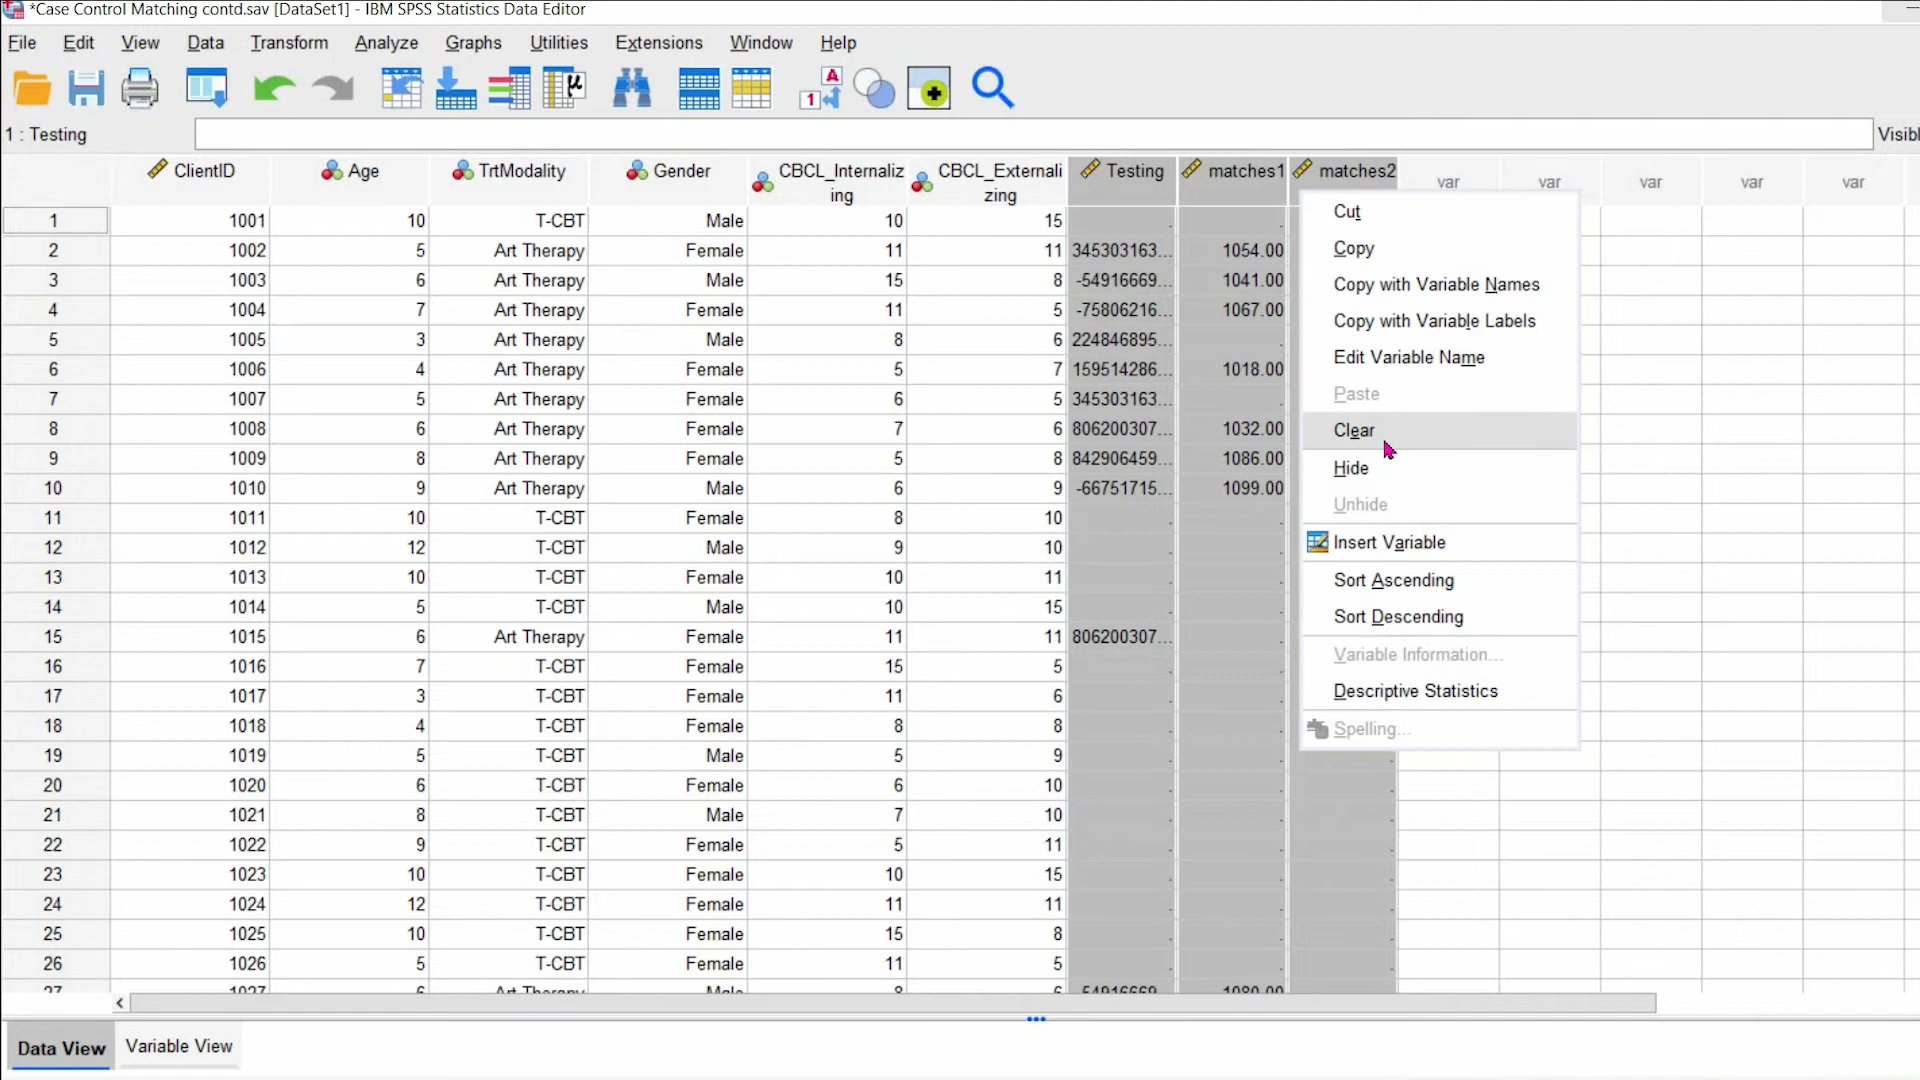 *Case Control Matching contd.sav [DataSet1] - IBM SPSS Statistics Data Editor
File Edit View Data Transform Analyze Graphs Utilities Extensions Window Help
1 : Testing
ClientID Age TrtModality Gender CBCL_Internalizing CBCL_Externalizing Testing matches1 matches2 var var var var var
1 1001 10 T-CBT Male 10 15 .
2 1002 5 Art Therapy Female 11 11 345303163... 1054.00
3 1003 6 Art Therapy Male 15 8 -54916669... 1041.00
4 1004 7 Art Therapy Female 11 5 -75806216... 1067.00
5 1005 3 Art Therapy Male 8 6 224846895... .
6 1006 4 Art Therapy Female 5 7 159514286... 1018.00
7 1007 5 Art Therapy Female 6 5 345303163... .
8 1008 6 Art Therapy Female 7 6 806200307... 1032.00
9 1009 8 Art Therapy Female 5 8 842906459... 1086.00
10 1010 9 Art Therapy Male 6 9 -66751715... 1099.00
11 1011 10 T-CBT Female 8 10 . .
12 1012 12 T-CBT Male 9 10 . .
13 1013 10 T-CBT Female 10 11 . .
14 1014 5 T-CBT Male 10 15 . .
15 1015 6 Art Therapy Female 11 11 806200307... .
16 1016 7 T-CBT Female 15 5 . .
17 1017 3 T-CBT Female 11 6 . .
18 1018 4 T-CBT Female 8 8 . .
19 1019 5 T-CBT Male 5 9 . . .
20 1020 6 T-CBT Female 6 10 . . .
21 1021 8 T-CBT Male 7 10 . . .
22 1022 9 T-CBT Female 5 11 . . .
23 1023 10 T-CBT Female 10 15 . . .
24 1024 12 T-CBT Female 11 11 . . .
25 1025 10 T-CBT Female 15 8 . . .
26 1026 5 T-CBT Female 11 5 . . .
27 1027 6 Art Therapy Male 8 6 1080.00
Cut
Copy
Copy with Variable Names
Copy with Variable Labels
Edit Variable Name
Paste
Clear
Hide
Unhide
Insert Variable
Sort Ascending
Sort Descending
Variable Information...
Descriptive Statistics
Spelling...
Data View Variable View